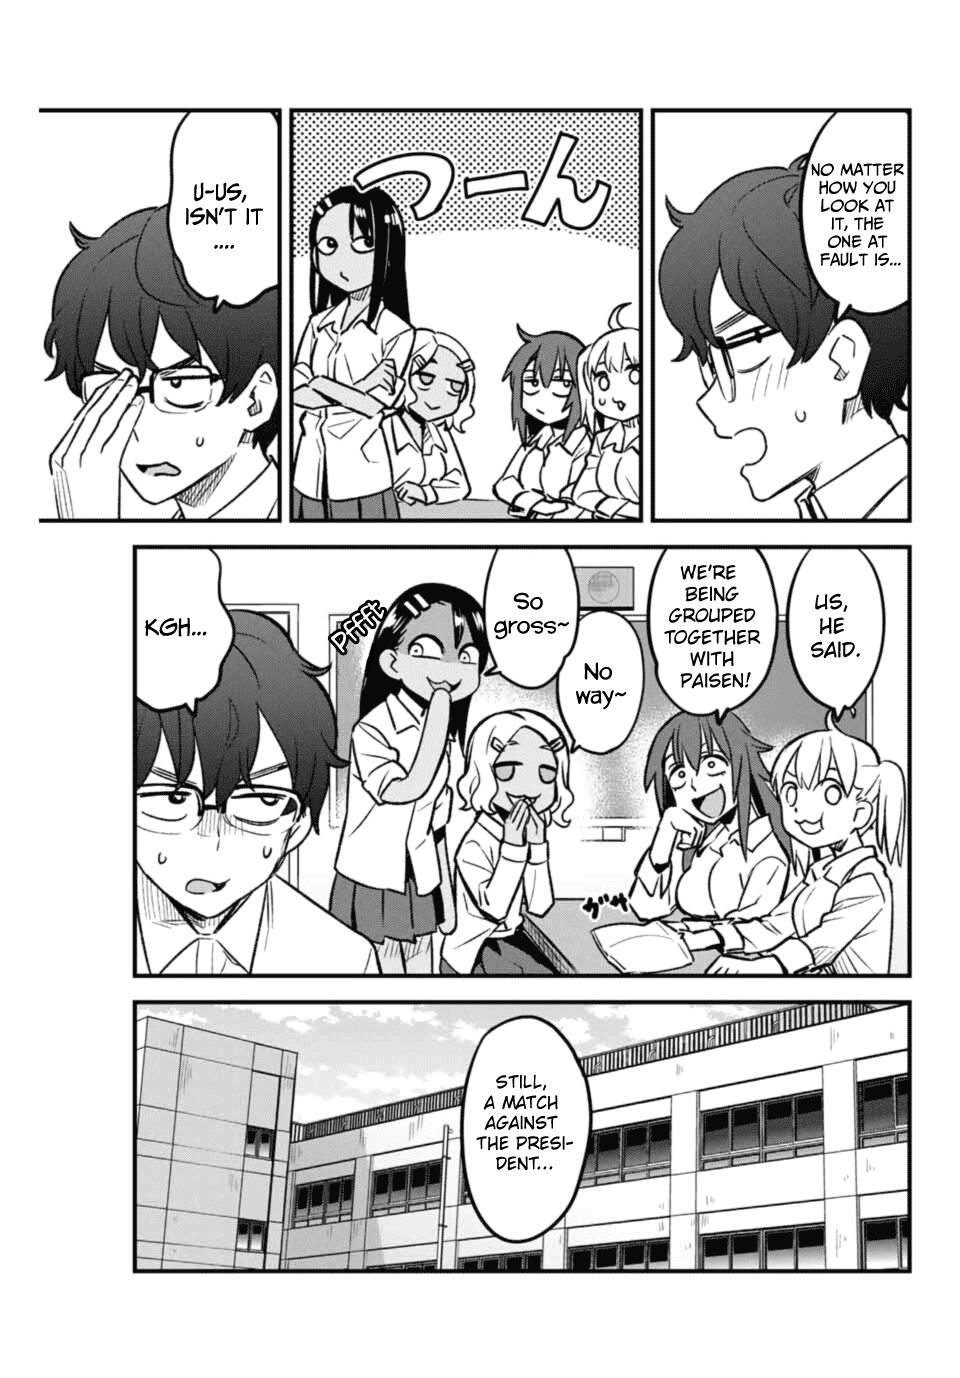 NO MATTER
HOW YOU
LOOK AT
IT, THE
ONE AT
FAULT IS...
つーん
U-US,
ISN'T IT
....
US,
HE
SAID.
WE'RE
BEING
GROUPED
TOGETHER
WITH
PAISEN!
So
gross~
No
way~
Pffft
ガサ
KGH...
STILL,
A MATCH
AGAINST
THE PRESI-
DENT...